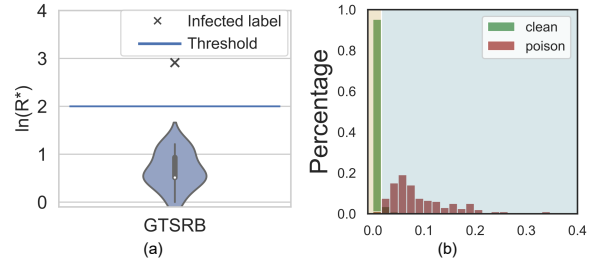 4
3
2
1
0
ln(R*)
Infected label
Threshold
GTSRB
(a)
1.0
0.8
0.6
0.4
0.2
0.0
Percentage
clean
poison
0.0 0.1 0.2 0.3 0.4
(b)